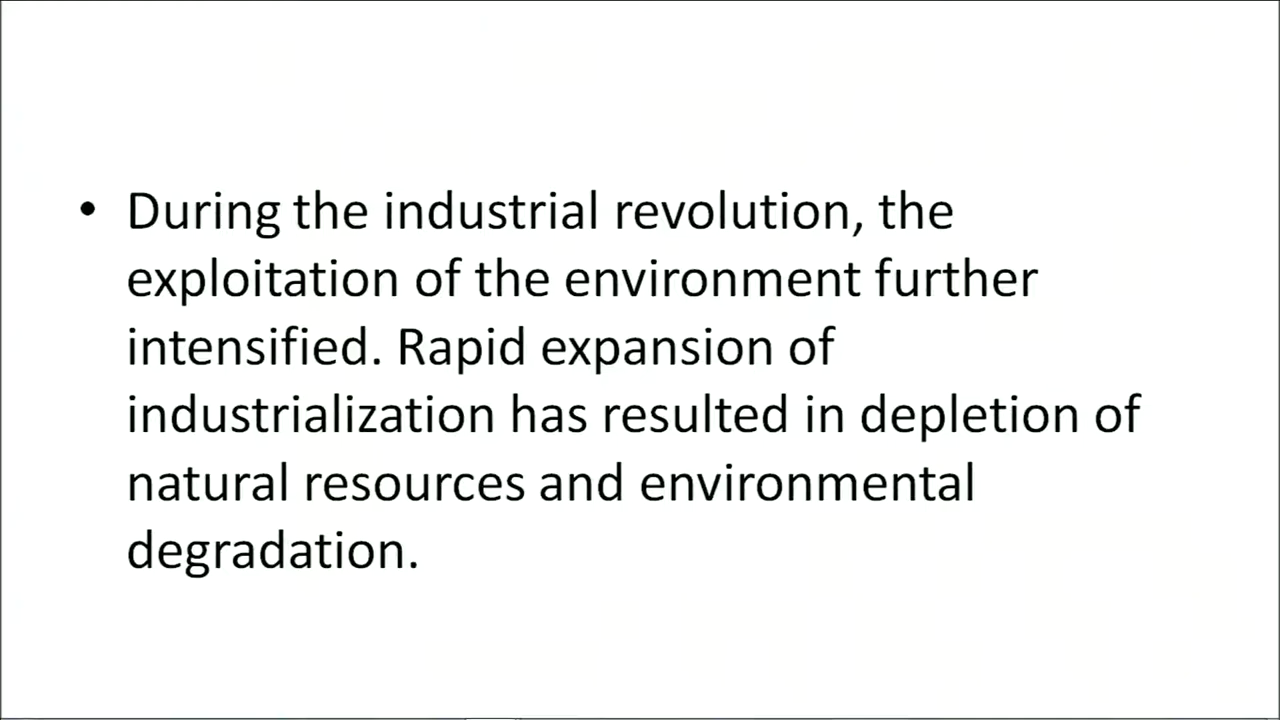 • During the industrial revolution, the
exploitation of the environment further
intensified. Rapid expansion of
industrialization has resulted in depletion of
natural resources and environmental
degradation.